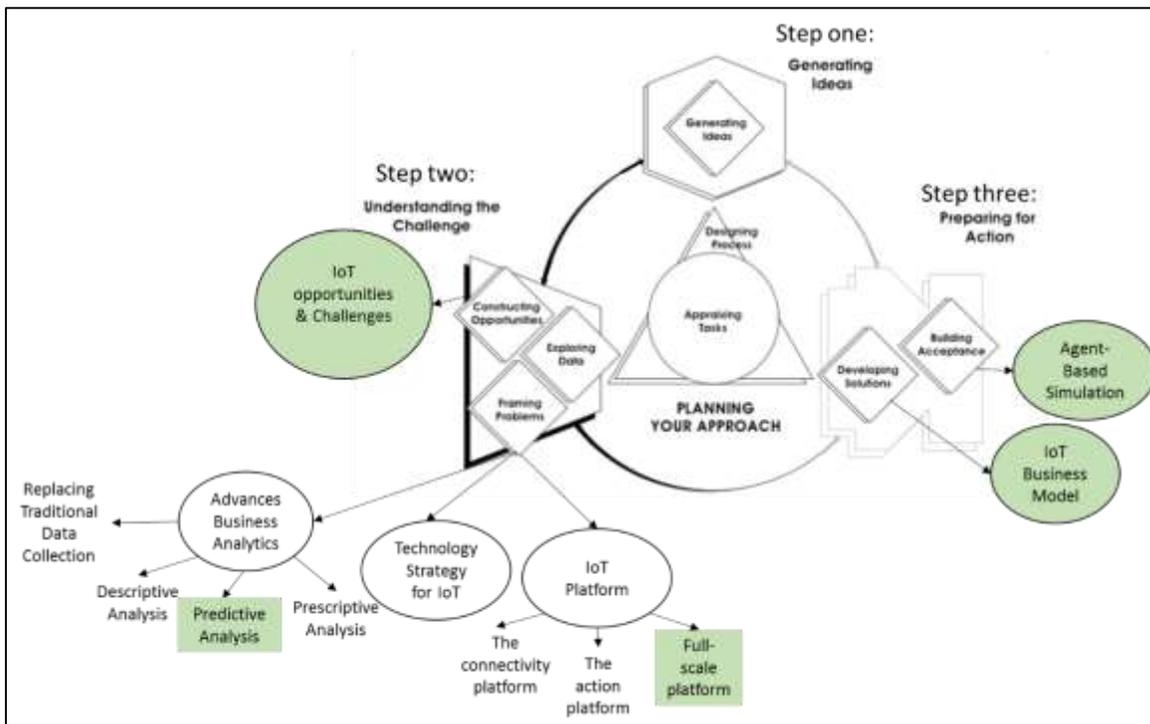 Step one:
Generating
Ideas
Generating
Ideas
Step two:
Understanding the
Challenge
Step three:
Preparing for
Action
IoT
opportunities
& Challenges
Constructing
Opportunities
Exploring
Data
Framing
Problems
Designing
Process
Appraising
Tasks
PLANNING
YOUR APPROACH
Building
Acceptance
Developing
Solutions
Agent-
Based
Simulation
IoT
Business
Model
Replacing
Traditional
Data
Collection
Advances
Business
Analytics
Descriptive
Analysis
Predictive
Analysis
Prescriptive
Analysis
Technology
Strategy
for IoT
IoT
Platform
The
connectivity
platform
The
action
platform
Full-
scale
platform